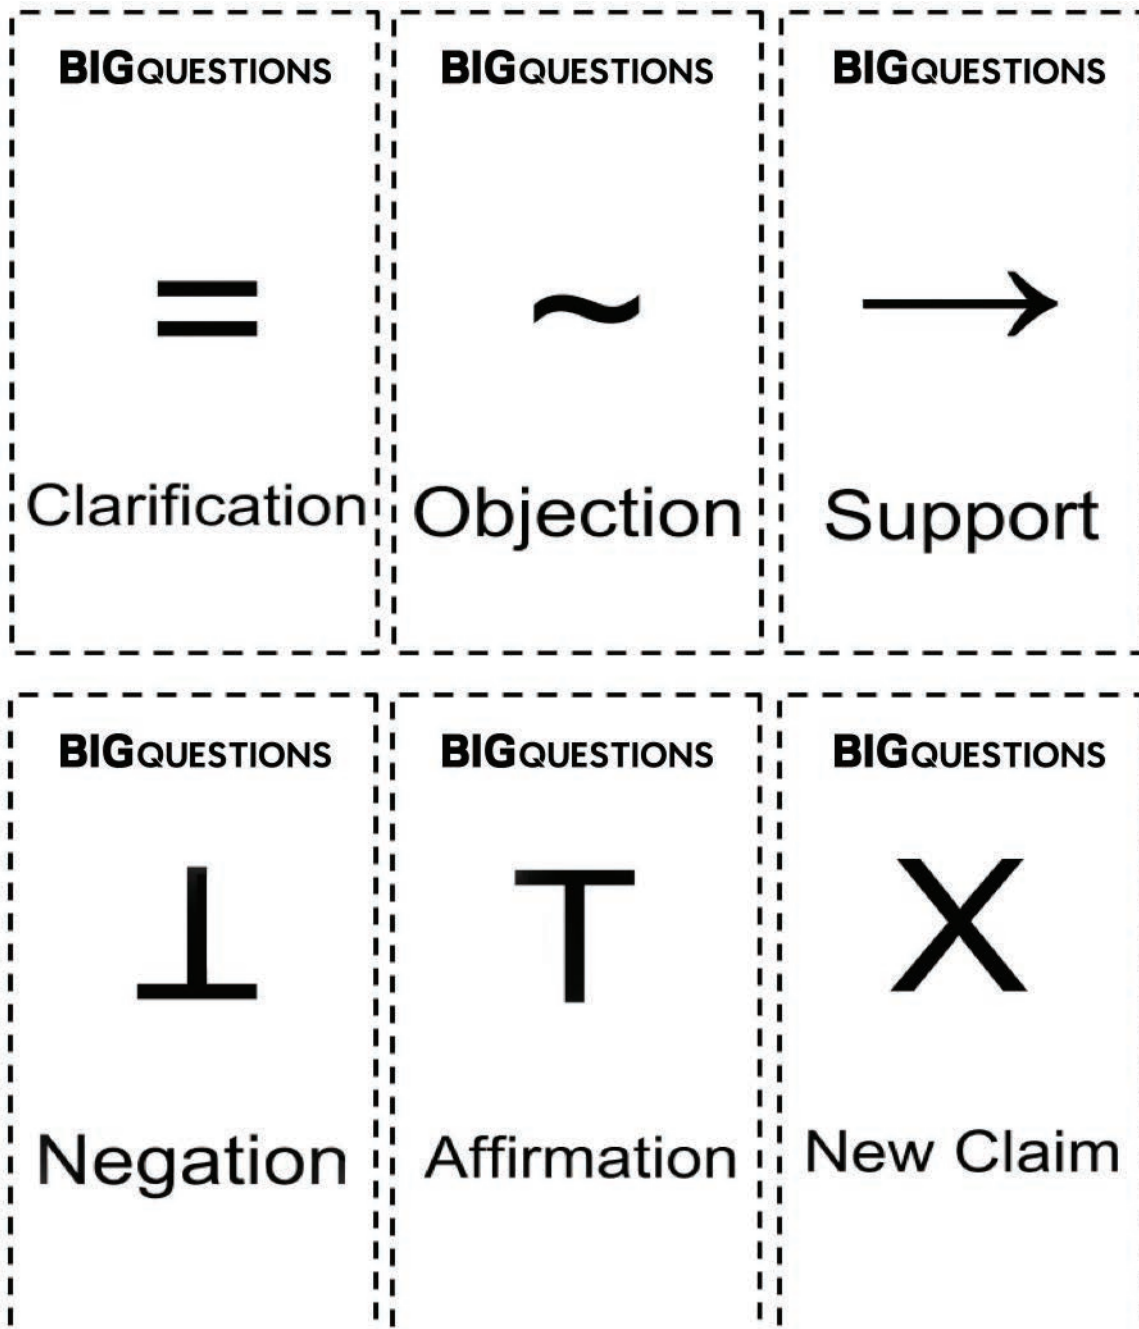 BIGQUESTIONS
=
Clarification
BIGQUESTIONS
~
Objection
BIGQUESTIONS
→
Support
BIGQUESTIONS
⊥
Negation
BIGQUESTIONS
⊤
Affirmation
BIGQUESTIONS
X
New Claim